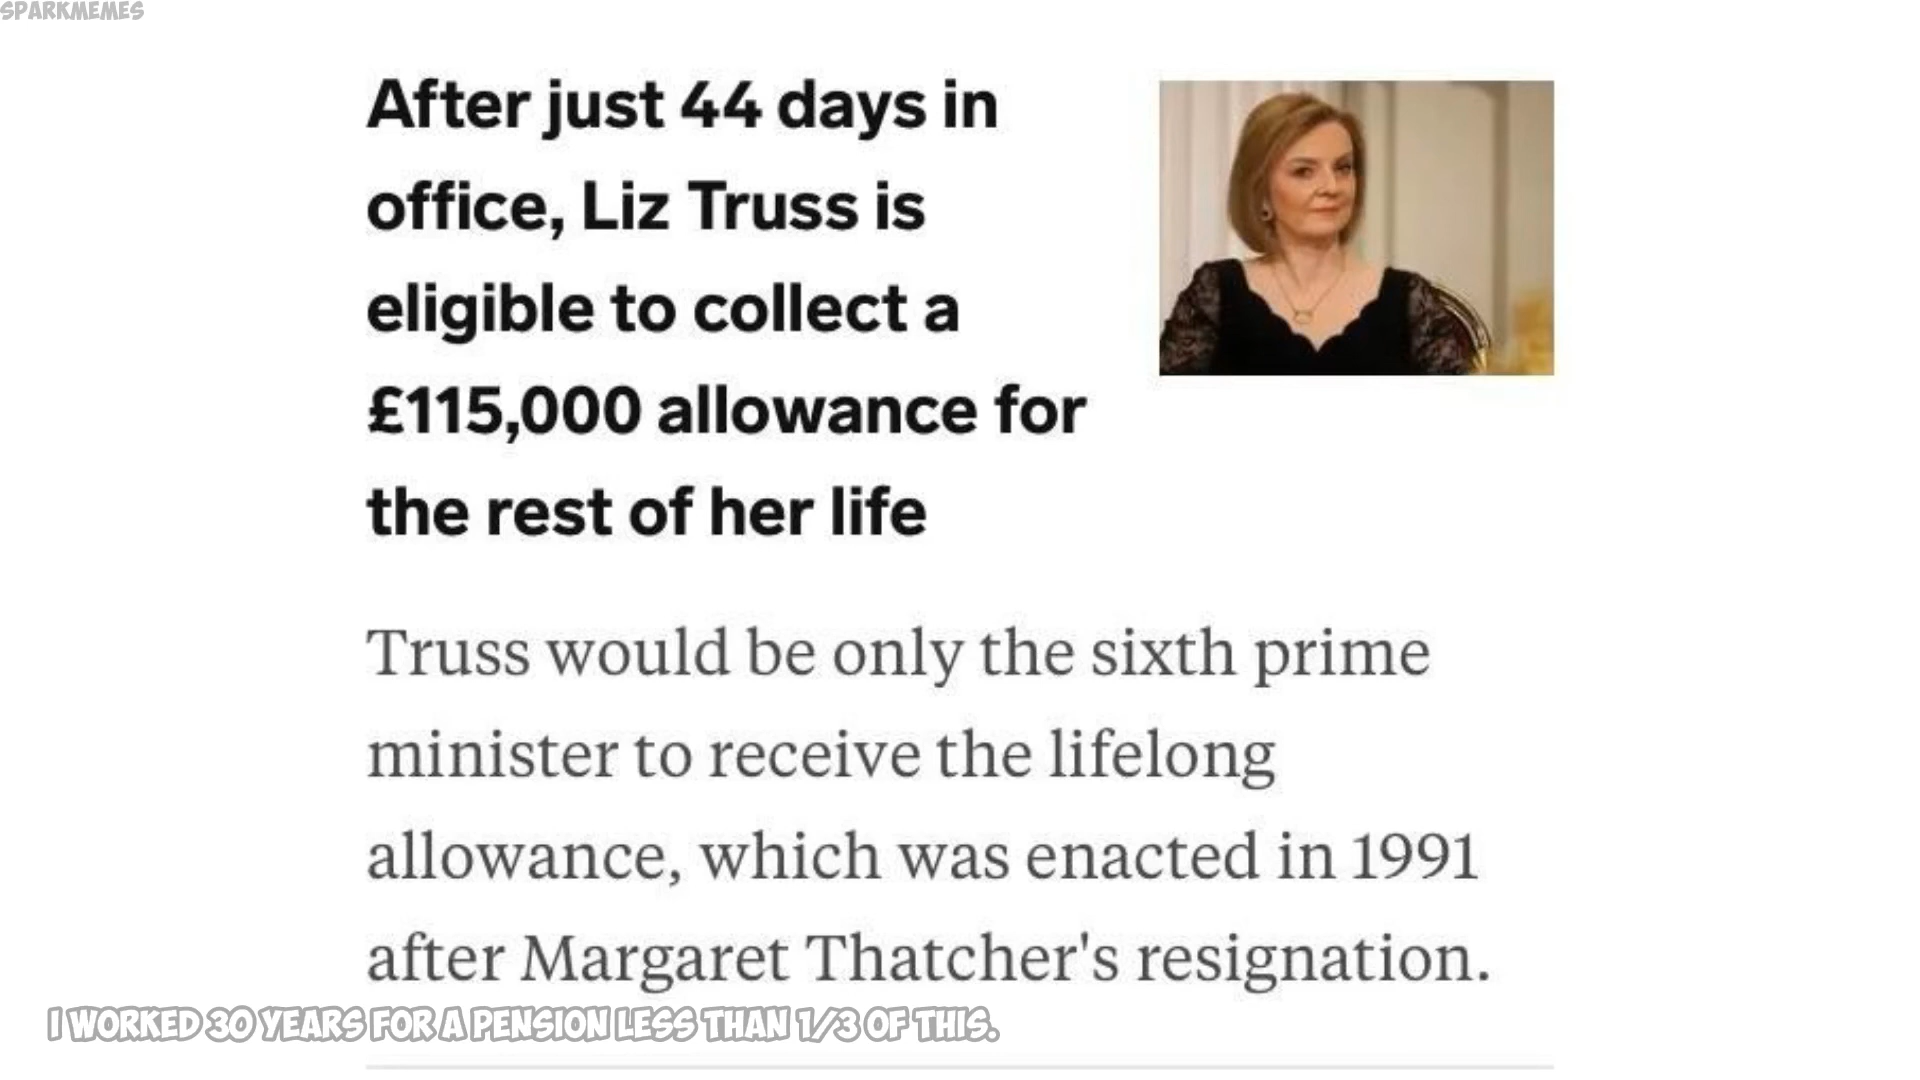 SPARKMEMES
After just 44 days in
office, Liz Truss is
eligible to collect a
£115,000 allowance for
the rest of her life
Truss would be only the sixth prime
minister to receive the lifelong
allowance, which was enacted in 1991
after Margaret Thatcher's resignation.
I WORKED 30 YEARS FOR A PENSION LESS THAN 1/3 OF THIS.